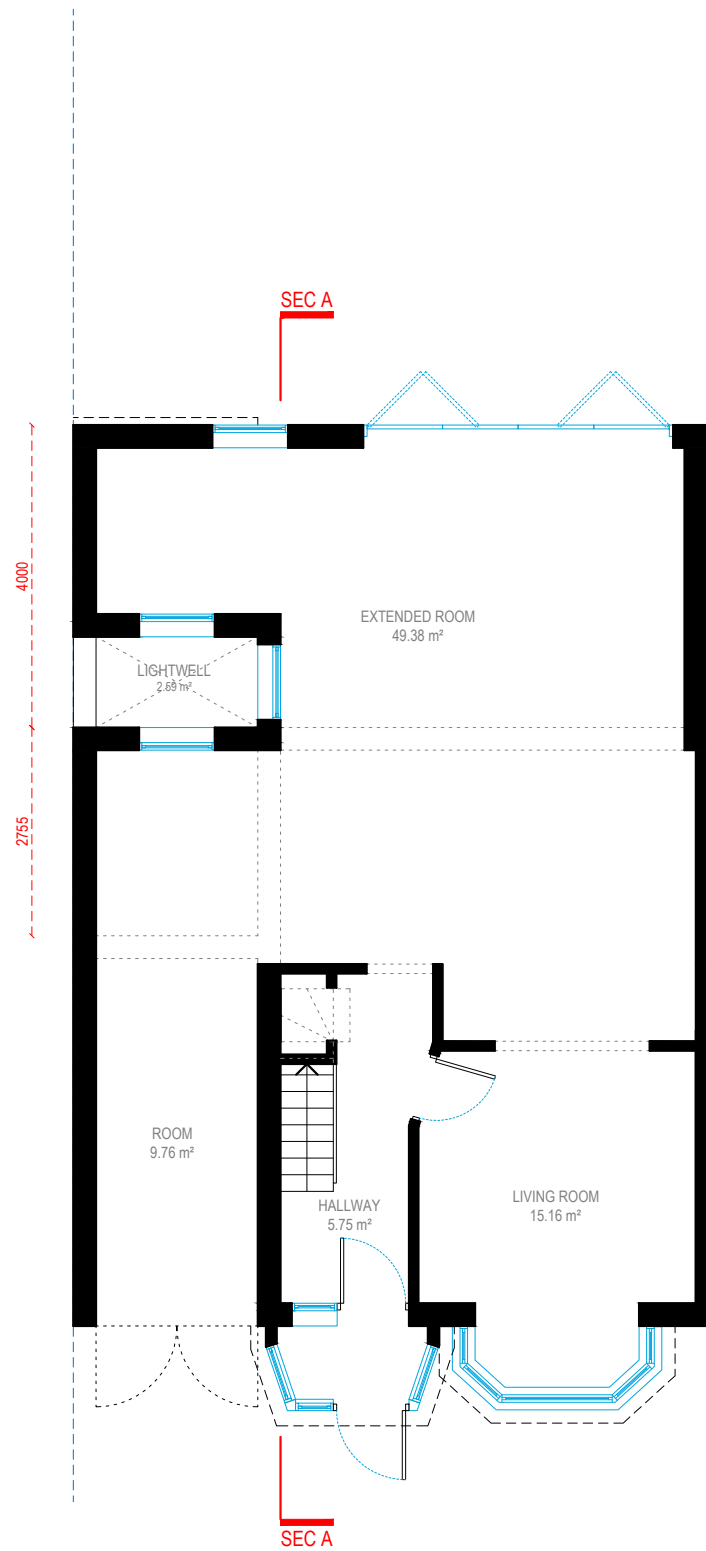 SEC A
4000
EXTENDED ROOM
49.38 m²
LIGHTWELL
2.59 m²
2755
ROOM
9.76 m²
HALLWAY
5.75 m²
LIVING ROOM
15.16 m²
SEC A